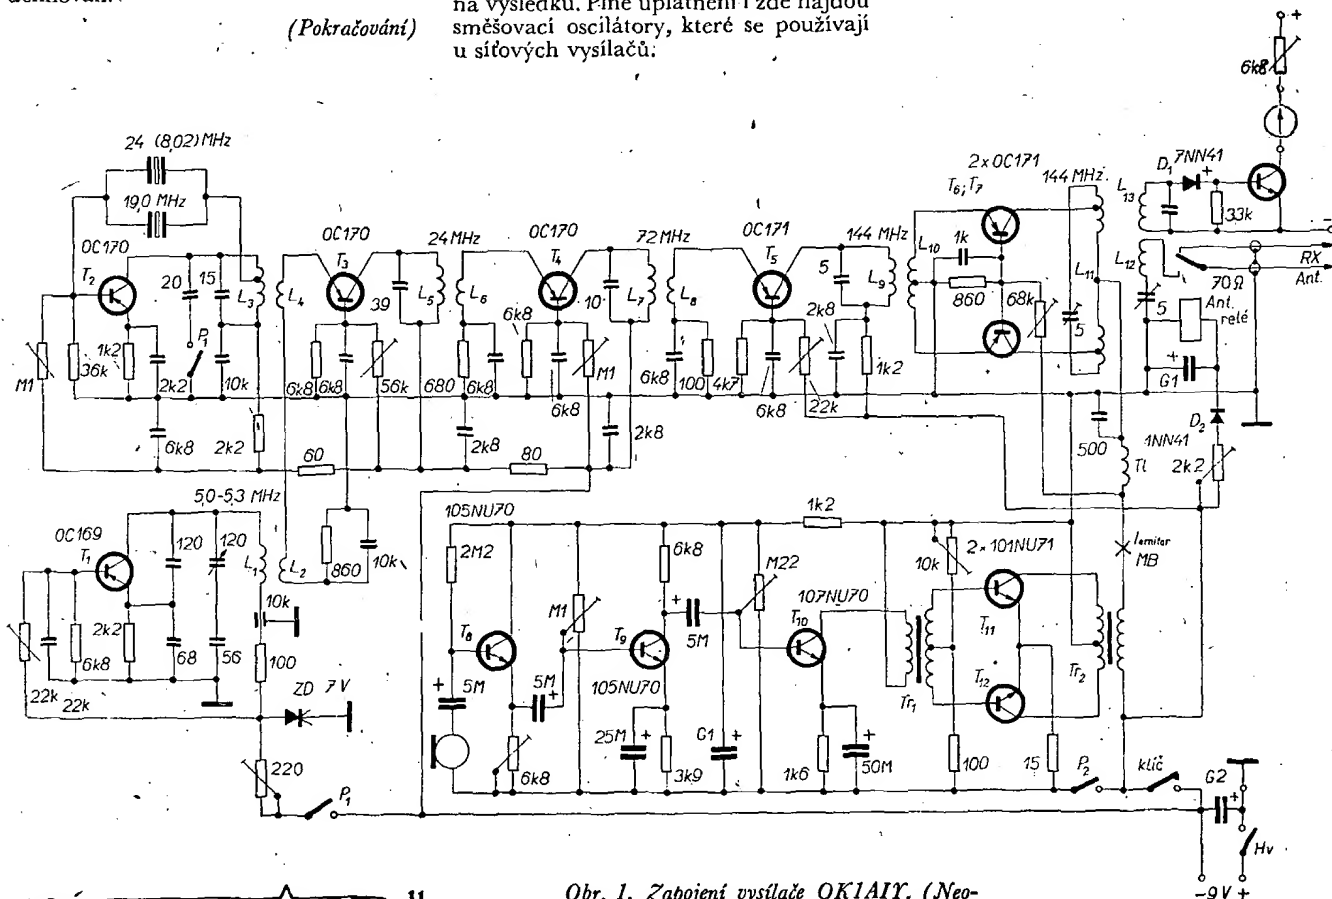 (Pokračování)
na výsledku. Plné uplatnění i zde najdou
směšovací oscilátory, které se používají
u síťových vysílačů.
+
6k8
24 (8,02) MHz
19,0 MHz
OC170
T2
20
15
L3
L4
P1
M1
36k
1k2
2k2
10k
6k8
2k2
OC170
T3
39
L5
24 MHz
L6
6k8
6k8
56k
680
6k8
2k8
60
OC170
T4
10
L7
6k8
M1
6k8
2k8
80
72 MHz
L8
6k8
100
4k7
OC171
T5
5
144 MHz
L9
2k8
1k2
6k8
22k
2xOC171
T6; T7
L10
1k
860
68k
144 MHz
5
L11
L13
D1
7NN41
+
33k
-
L12
RX
Ant.
70Ω
Ant.
relé
5
+
G1
D2
1NN41
2k2
500
Tl
Iemitor
MB
5,0-5,3 MHz
OC169
T1
120
120
L1
L2
860
10k
10k
2k2
6k8
68
56
100
22k
22k
ZD 7V
220
P1
105NU70
2M2
T8
+
5M
5M
+
6k8
M1
6k8
+
5M
T9
105NU70
25M
+
3k9
G1
+
M22
1k2
107NU70
T10
1k6
+
50M
Tr1
10k
2x101NU71
T11
T12
Tr2
100
15
P2
klíč
G2
+
Hv
-9V +
Obr. 1. Zapojení vysílače OK1AIY. (Neo-